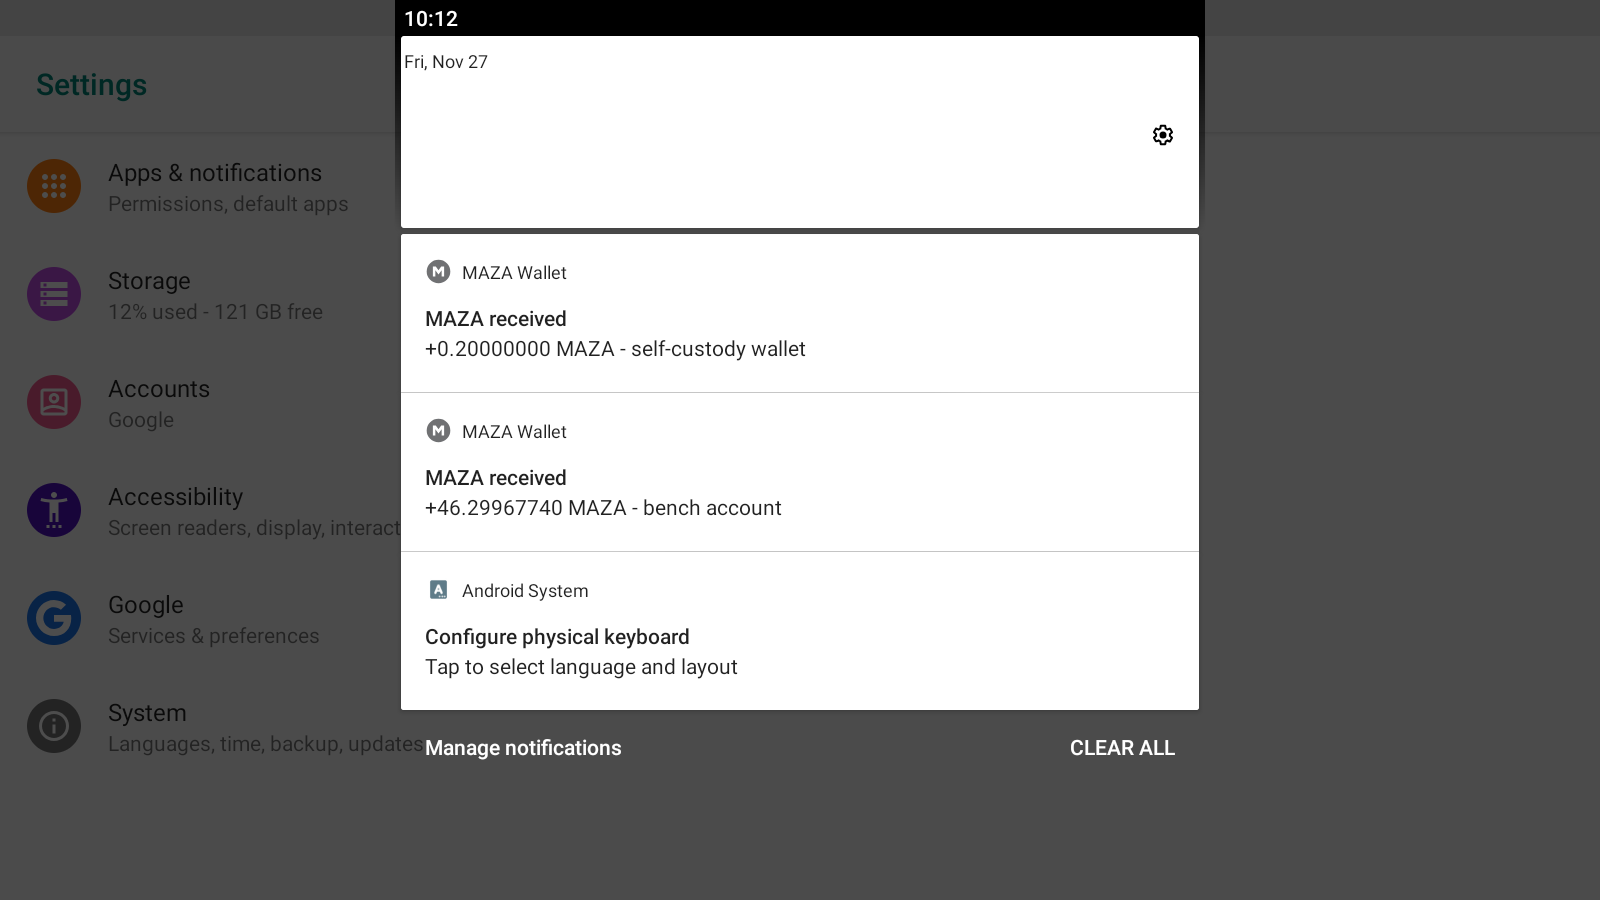 10:12
Fri, Nov 27
Settings
Apps & notifications
Permissions, default apps
Storage
12% used - 121 GB free
Accounts
Google
Accessibility
Screen readers, display, interact
Google
Services & preferences
System
Languages, time, backup, updates
M MAZA Wallet
MAZA received
+0.20000000 MAZA - self-custody wallet
M MAZA Wallet
MAZA received
+46.29967740 MAZA - bench account
A Android System
Configure physical keyboard
Tap to select language and layout
Manage notifications
CLEAR ALL